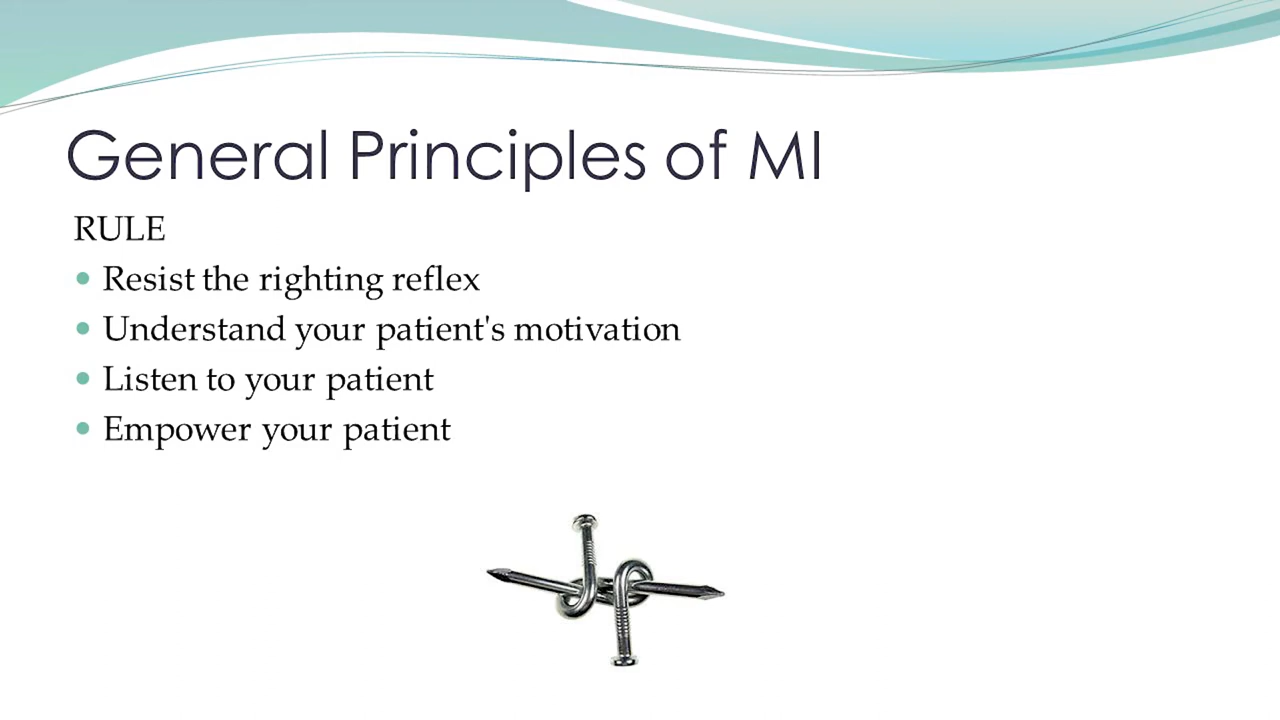 General Principles of MI
RULE
Resist the righting reflex
Understand your patient's motivation
Listen to your patient
Empower your patient